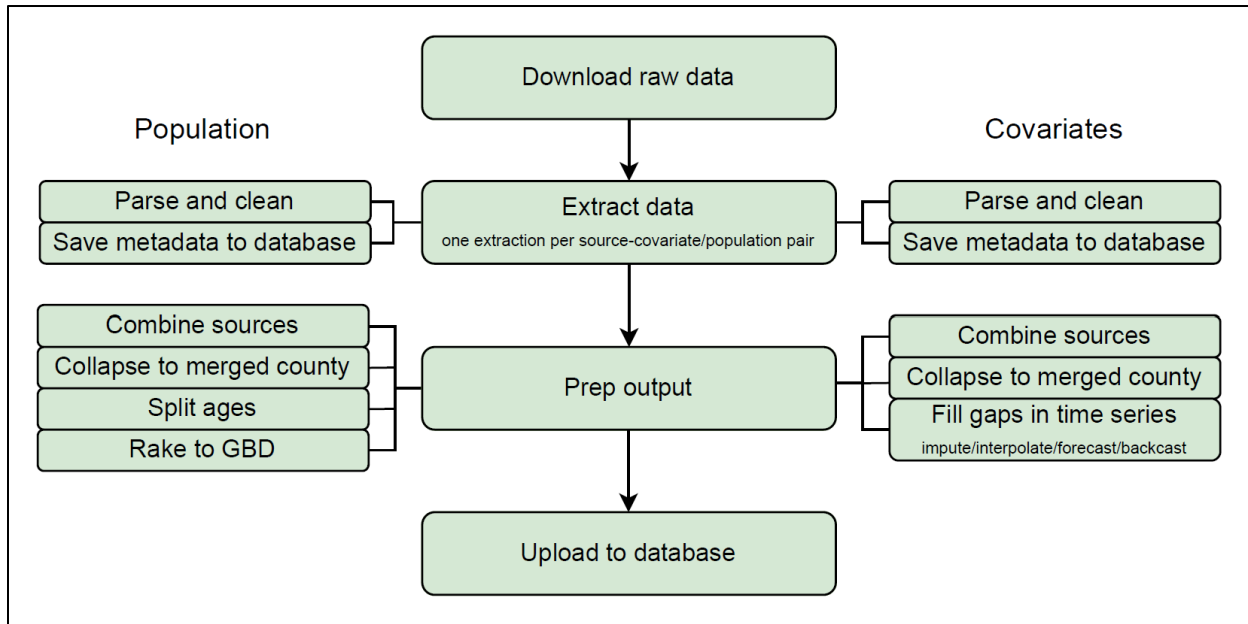 Download raw data
Population
Covariates
Parse and clean
Save metadata to database
Extract data
one extraction per source-covariate/population pair
Parse and clean
Save metadata to database
Combine sources
Collapse to merged county
Split ages
Rake to GBD
Prep output
Combine sources
Collapse to merged county
Fill gaps in time series
impute/interpolate/forecast/backcast
Upload to database